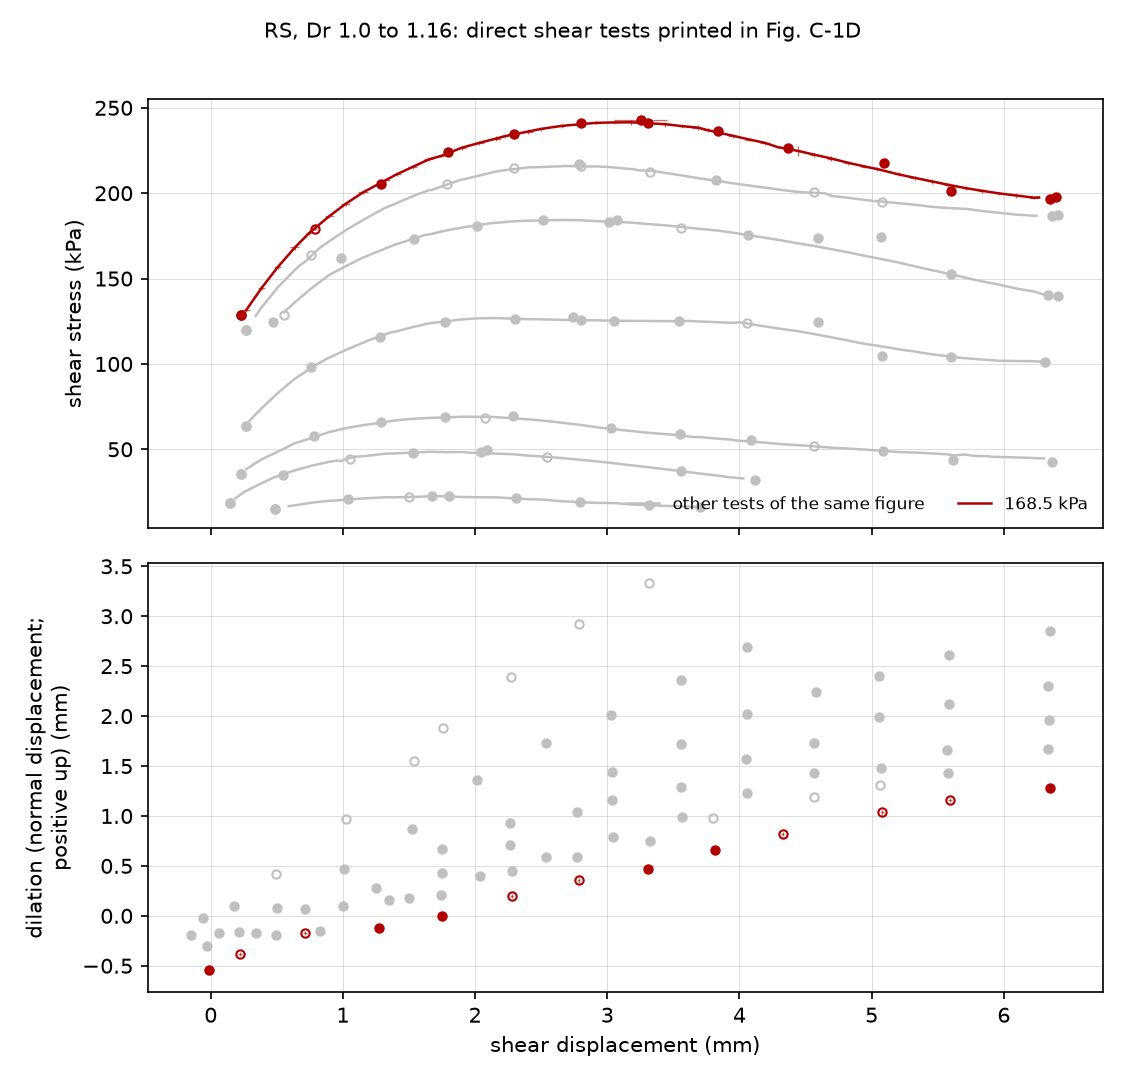 RS, Dr 1.0 to 1.16: direct shear tests printed in Fig. C-1D
250
200
150
100
50
shear stress (kPa)
other tests of the same figure
168.5 kPa
3.5
3.0
2.5
2.0
1.5
1.0
0.5
0.0
−0.5
dilation (normal displacement;
positive up) (mm)
0 1 2 3 4 5 6
shear displacement (mm)